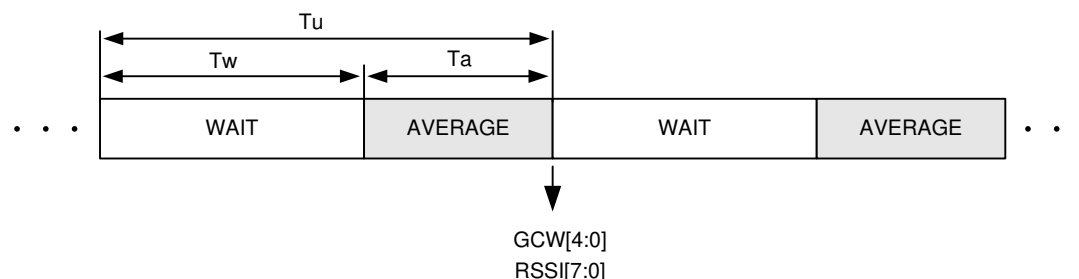 Tu
Tw Ta
WAIT AVERAGE WAIT AVERAGE
GCW[4:0]
RSSI[7:0]